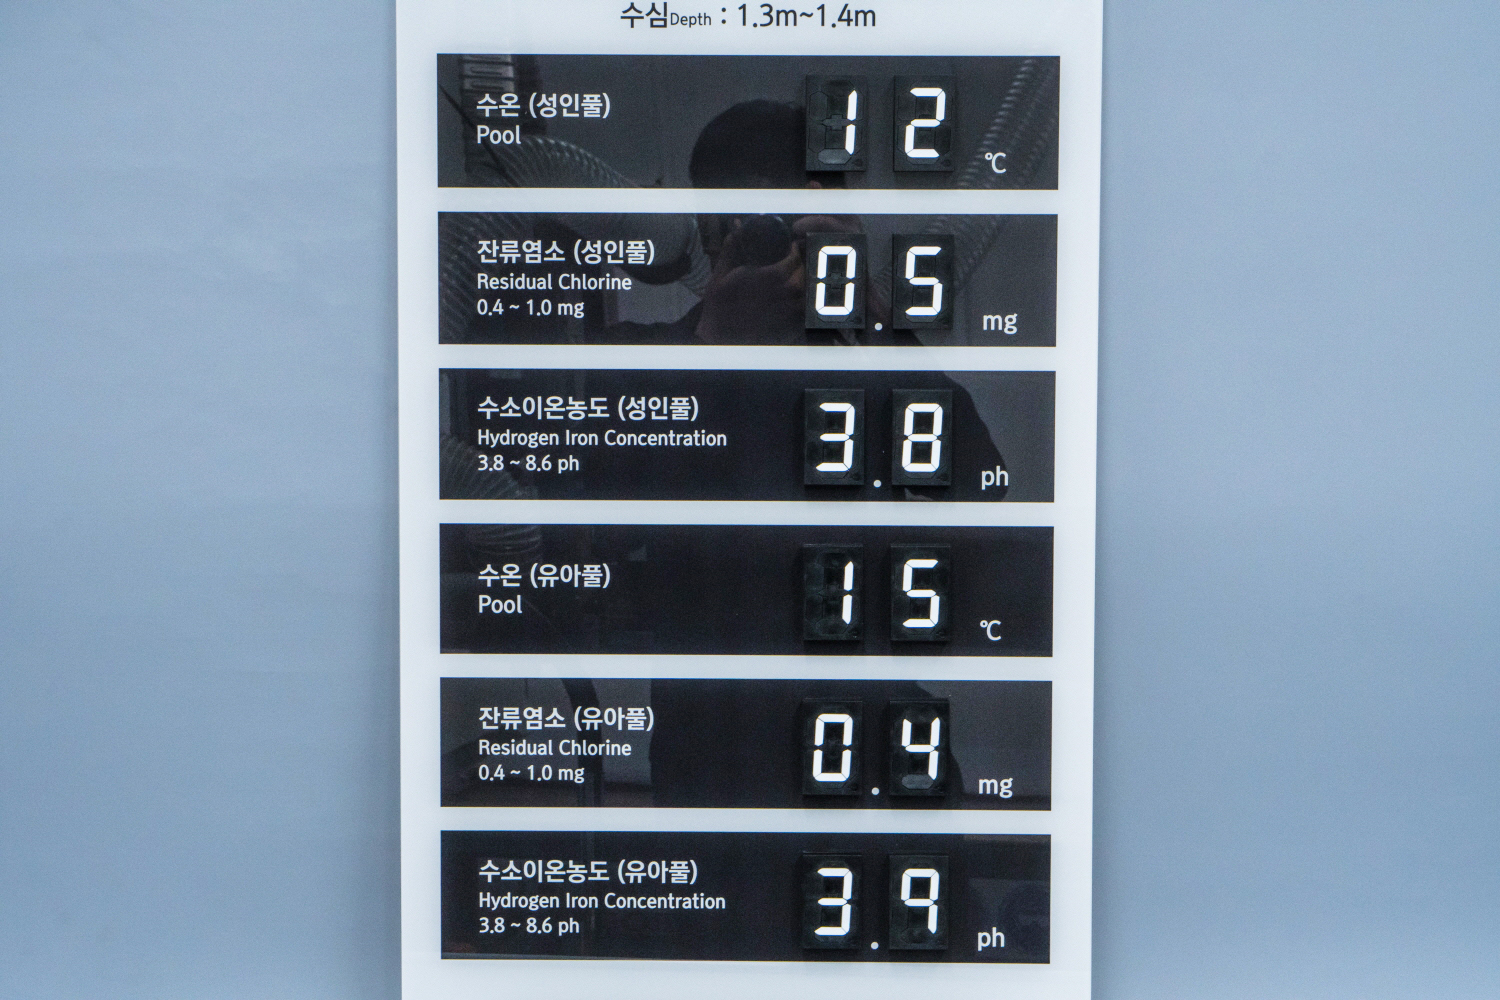 수심Depth : 1.3m~1.4m
수온 (성인풀)
Pool
12 ℃
잔류염소 (성인풀)
Residual Chlorine
0.4 ~ 1.0 mg
0.5 mg
수소이온농도 (성인풀)
Hydrogen Iron Concentration
3.8 ~ 8.6 ph
3.8 ph
수온 (유아풀)
Pool
15 ℃
잔류염소 (유아풀)
Residual Chlorine
0.4 ~ 1.0 mg
0.4 mg
수소이온농도 (유아풀)
Hydrogen Iron Concentration
3.8 ~ 8.6 ph
3.9 ph